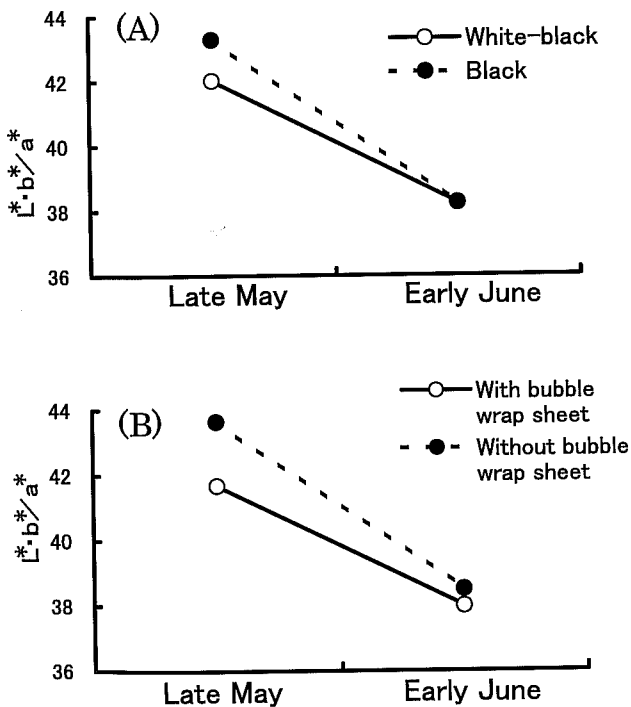 44
(A)
White-black
Black
42
40
38
36
L*·b*/a*
Late May
Early June
44
(B)
With bubble
wrap sheet
Without bubble
wrap sheet
42
40
38
36
L*·b*/a*
Late May
Early June